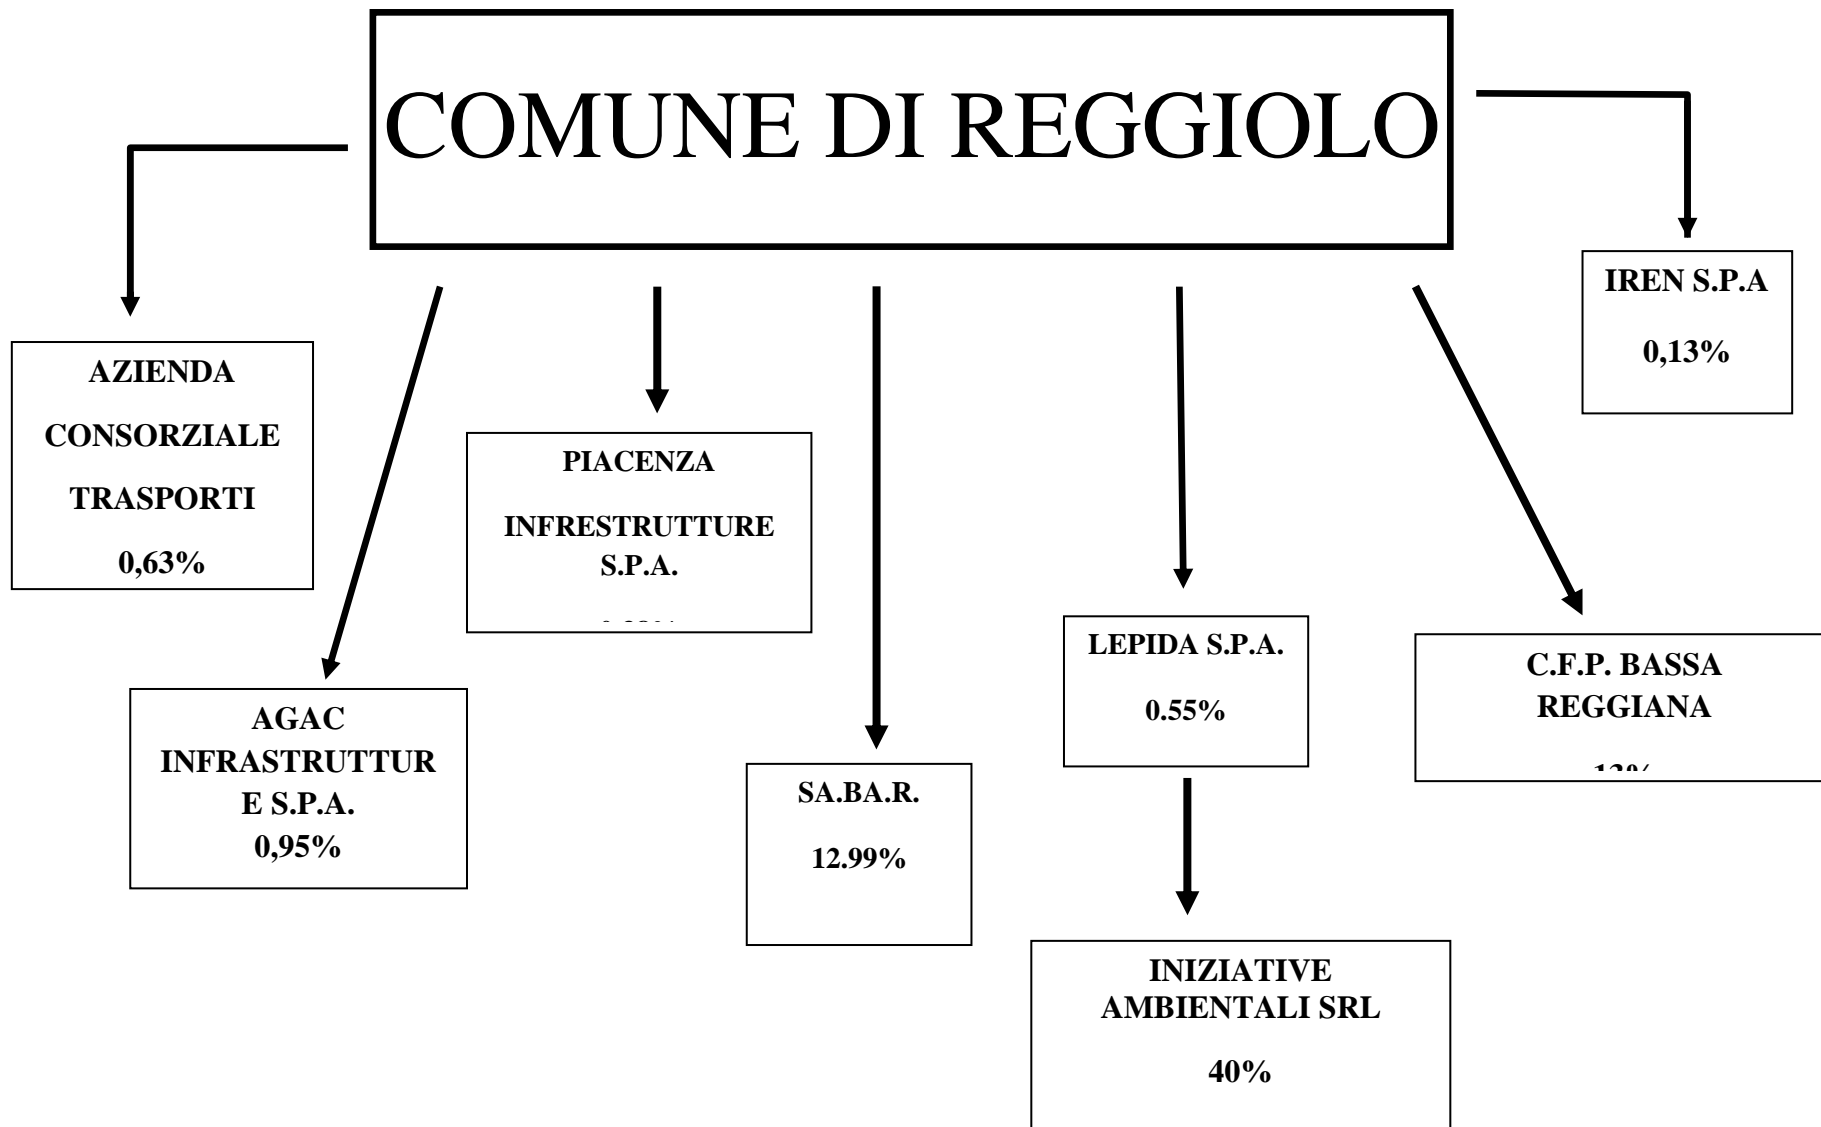 COMUNE DI REGGIOLO
IREN S.P.A
0,13%
AZIENDA
CONSORZIALE
TRASPORTI
0,63%
PIACENZA
INFRESTRUTTURE
S.P.A.
LEPIDA S.P.A.
0.55%
C.F.P. BASSA
REGGIANA
AGAC
INFRASTRUTTUR
E S.P.A.
0,95%
SA.BA.R.
12.99%
INIZIATIVE
AMBIENTALI SRL
40%